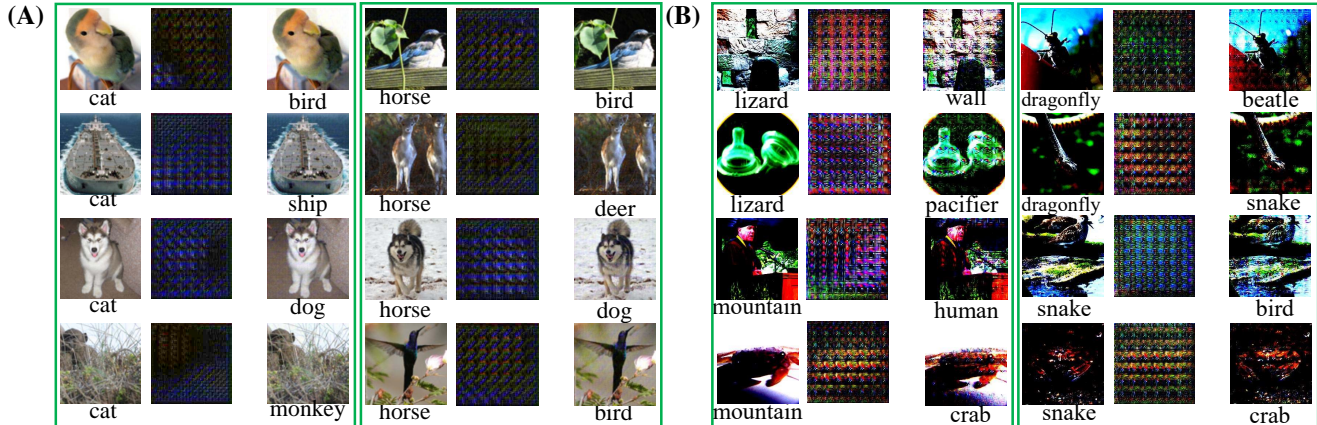 (A)
(B)
cat bird horse bird lizard wall dragonfly beatle
cat ship horse deer lizard pacifier dragonfly snake
cat dog horse dog mountain human snake bird
cat monkey horse bird mountain crab snake crab